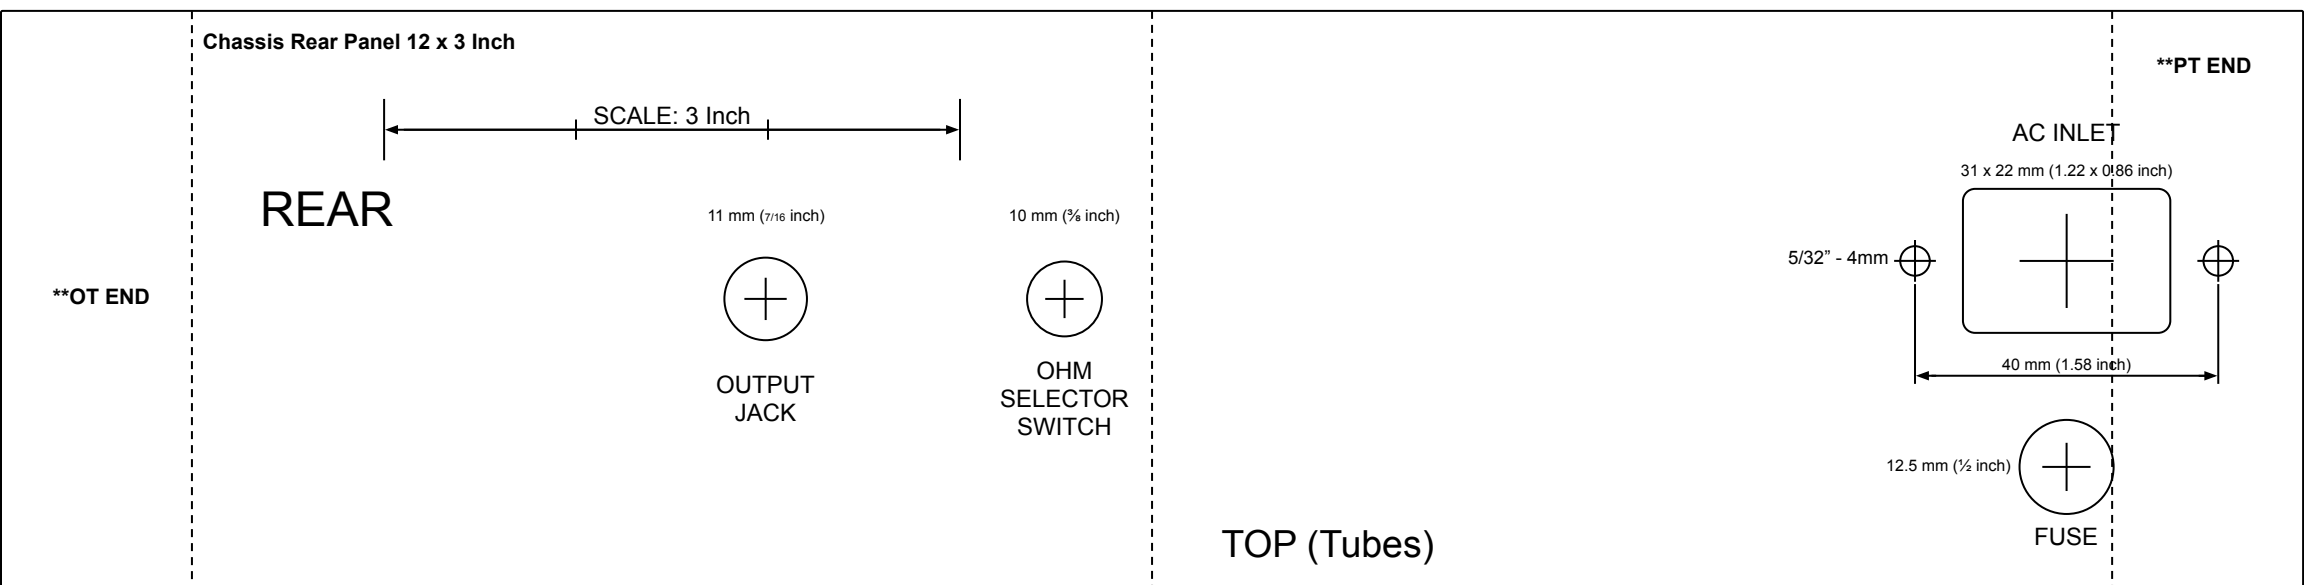 Chassis Rear Panel 12 x 3 Inch
**PT END
SCALE: 3 Inch
AC INLET
31 x 22 mm (1.22 x 0.86 inch)
REAR
11 mm (7/16 inch)
10 mm (⅜ inch)
5/32” - 4mm
**OT END
40 mm (1.58 inch)
OUTPUT
JACK
OHM
SELECTOR
SWITCH
12.5 mm (½ inch)
FUSE
TOP (Tubes)